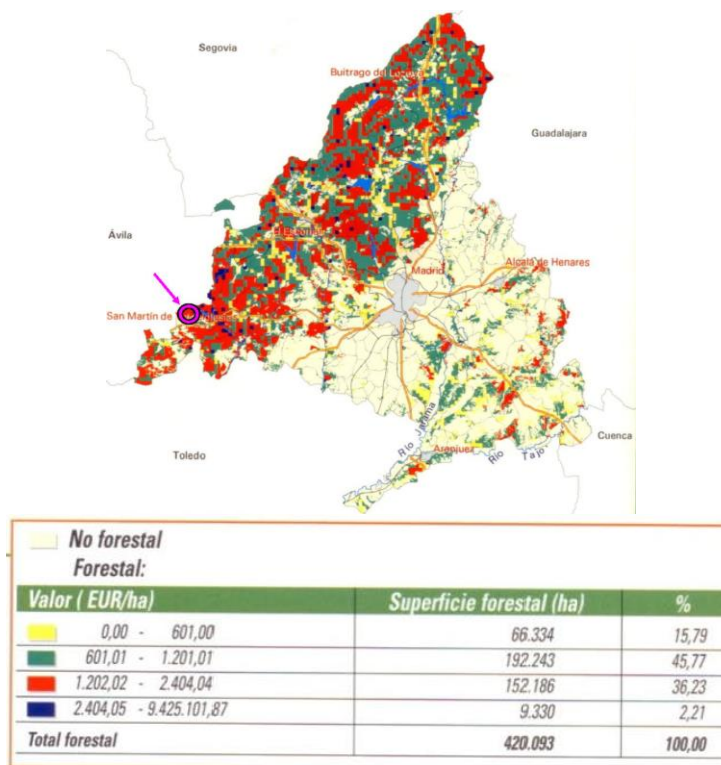 Segovia
Buitrago del Lozoya
Guadalajara
Ávila
El Escorial
Madrid
Alcalá de Henares
San Martín de
Toledo
Río Jarama
Aranjuez
Río Tajo
Cuenca
No forestal
Forestal:
Valor ( EUR/ha) Superficie forestal (ha) %
0,00 - 601,00 66.334 15,79
601,01 - 1.201,01 192.243 45,77
1.202,02 - 2.404,04 152.186 36,23
2.404,05 - 9.425.101,87 9.330 2,21
Total forestal 420.093 100,00